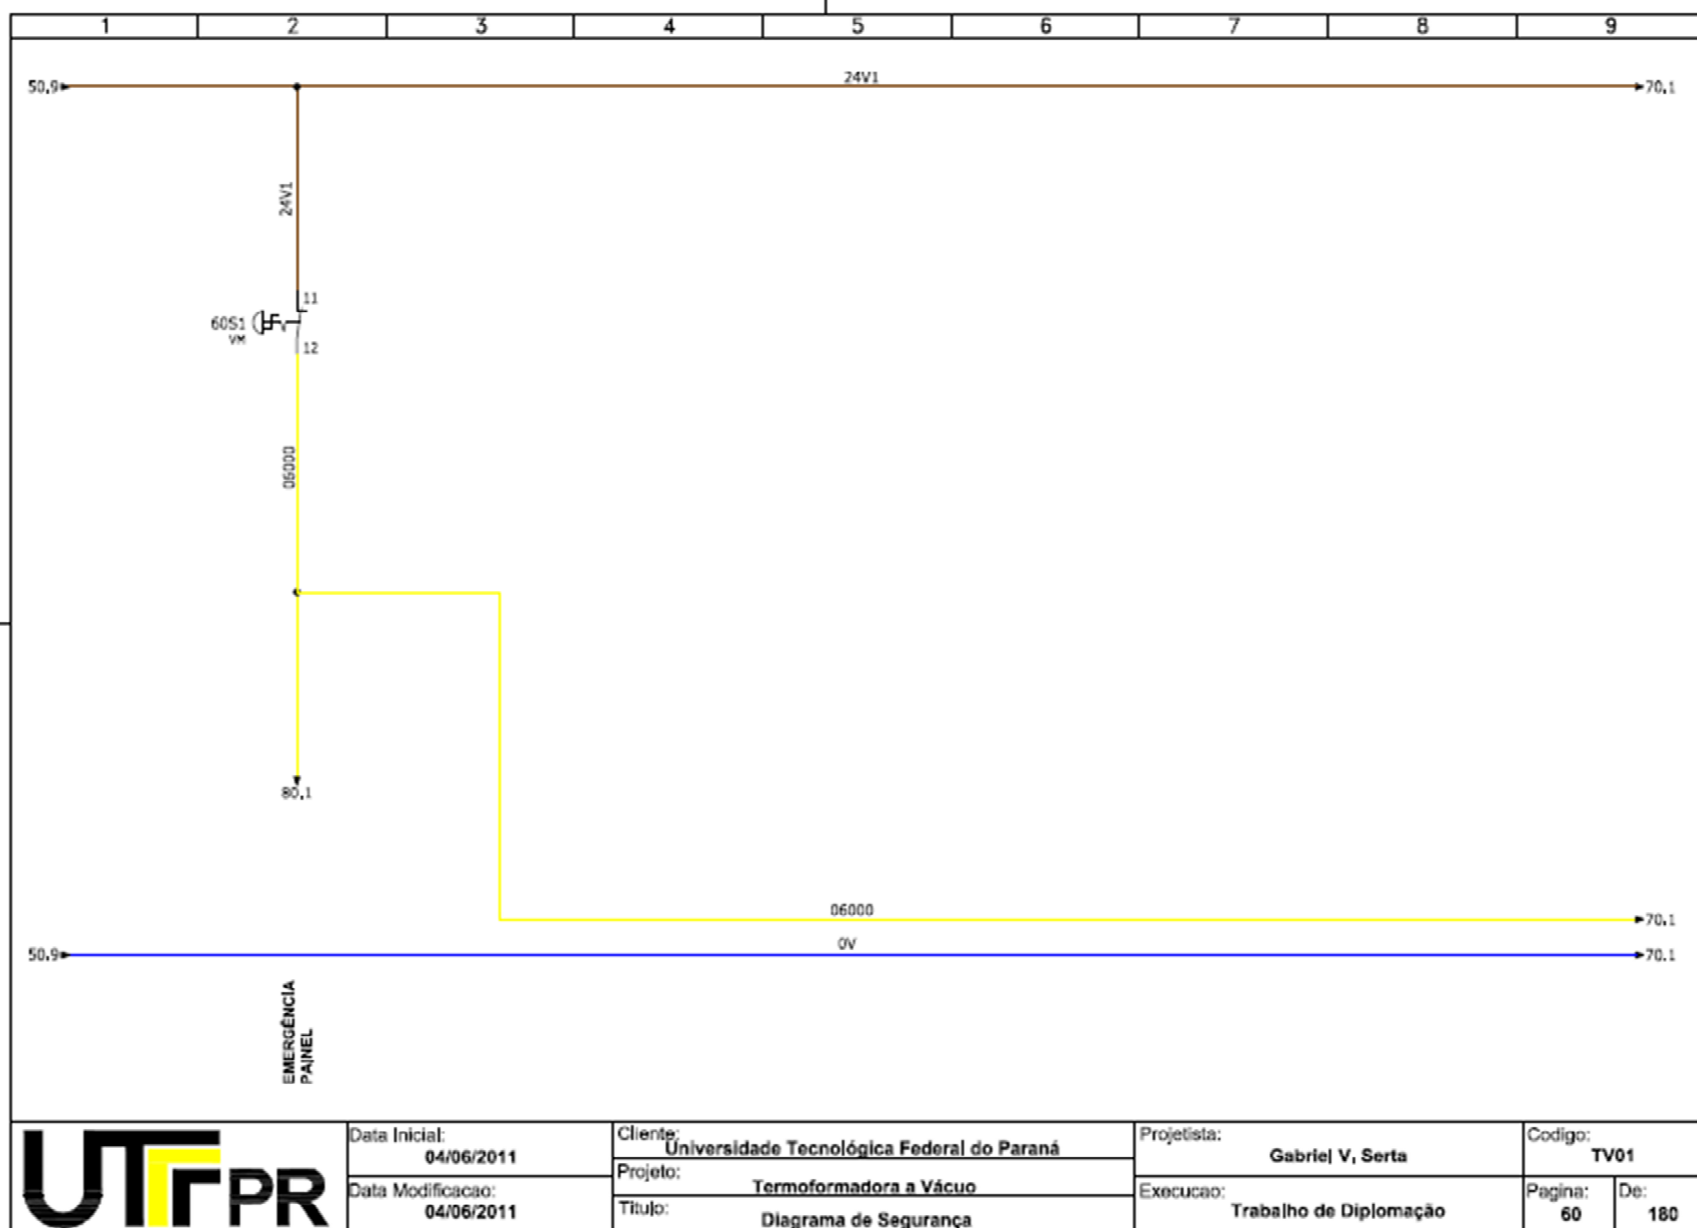 1 2 3 4 5 6 7 8 9
50.9 24V1 70.1
24V1
11
60S1
VM
12
06000
80.1
06000 70.1
50.9 0V 70.1
EMERGÊNCIA
PAINEL
UTFPR
Data Inicial:
04/06/2011
Data Modificacao:
04/06/2011
Cliente:
Universidade Tecnológica Federal do Paraná
Projeto:
Termoformadora a Vácuo
Titulo:
Diagrama de Segurança
Projetista:
Gabriel V. Serta
Execucao:
Trabalho de Diplomação
Codigo:
TV01
Pagina:
60
De:
180